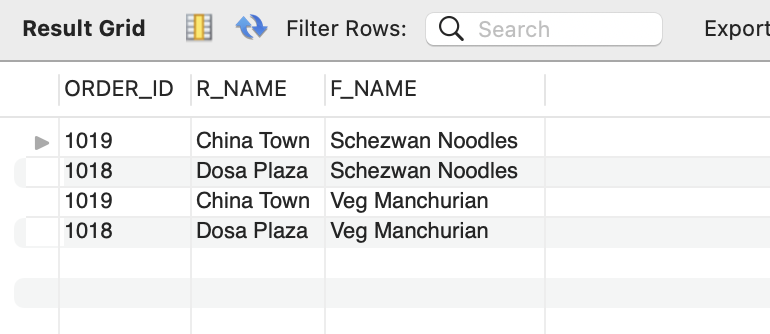 Result Grid Filter Rows: Search Export
ORDER_ID R_NAME F_NAME
1019 China Town Schezwan Noodles
1018 Dosa Plaza Schezwan Noodles
1019 China Town Veg Manchurian
1018 Dosa Plaza Veg Manchurian